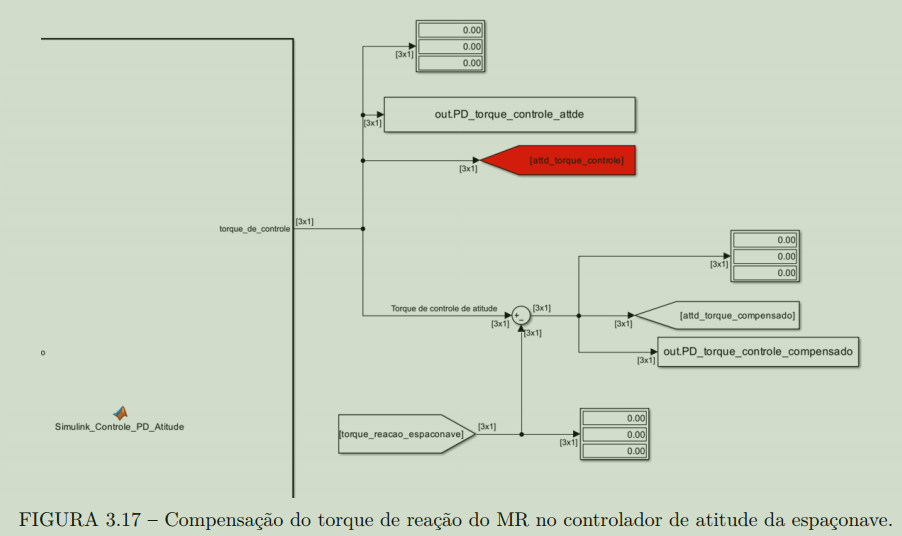 0.00
0.00
0.00
[3x1]
out.PD_torque_controle_attde
[3x1]
[attd_torque_controle]
[3x1]
torque_de_controle
[3x1]
0.00
0.00
0.00
[3x1]
Torque de controle de atitude
[3x1]
+
-
[3x1]
[3x1]
[attd_torque_compensado]
[3x1]
out.PD_torque_controle_compensado
[3x1]
Simulink_Controle_PD_Atitude
[torque_reacao_espaconave]
[3x1]
0.00
0.00
0.00
[3x1]
FIGURA 3.17 – Compensação do torque de reação do MR no controlador de atitude da espaçonave.